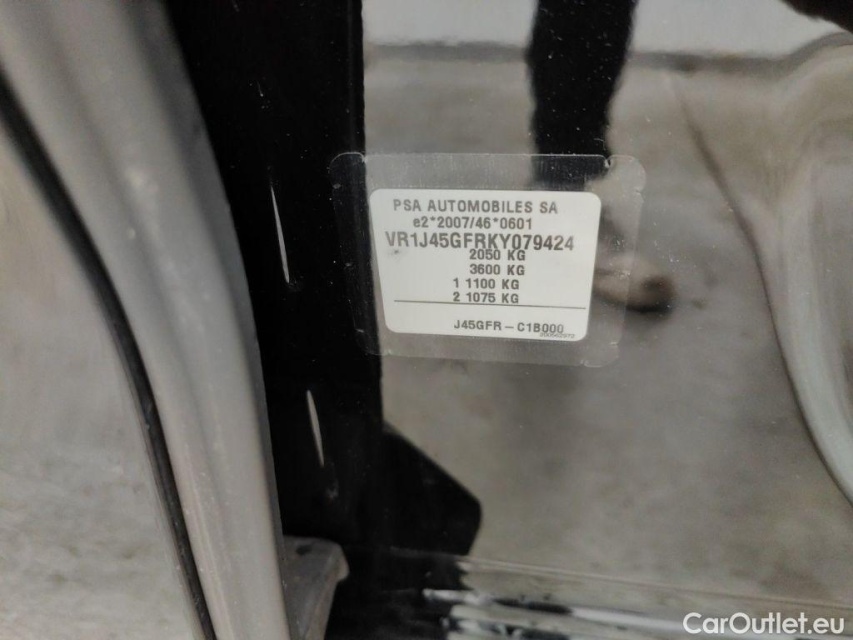 PSA AUTOMOBILES SA
e2*2007/46*0601
VR1J45GFRKY079424
2050 KG
3600 KG
1 1100 KG
2 1075 KG
J45GFR-C1B000
CarOutlet.eu